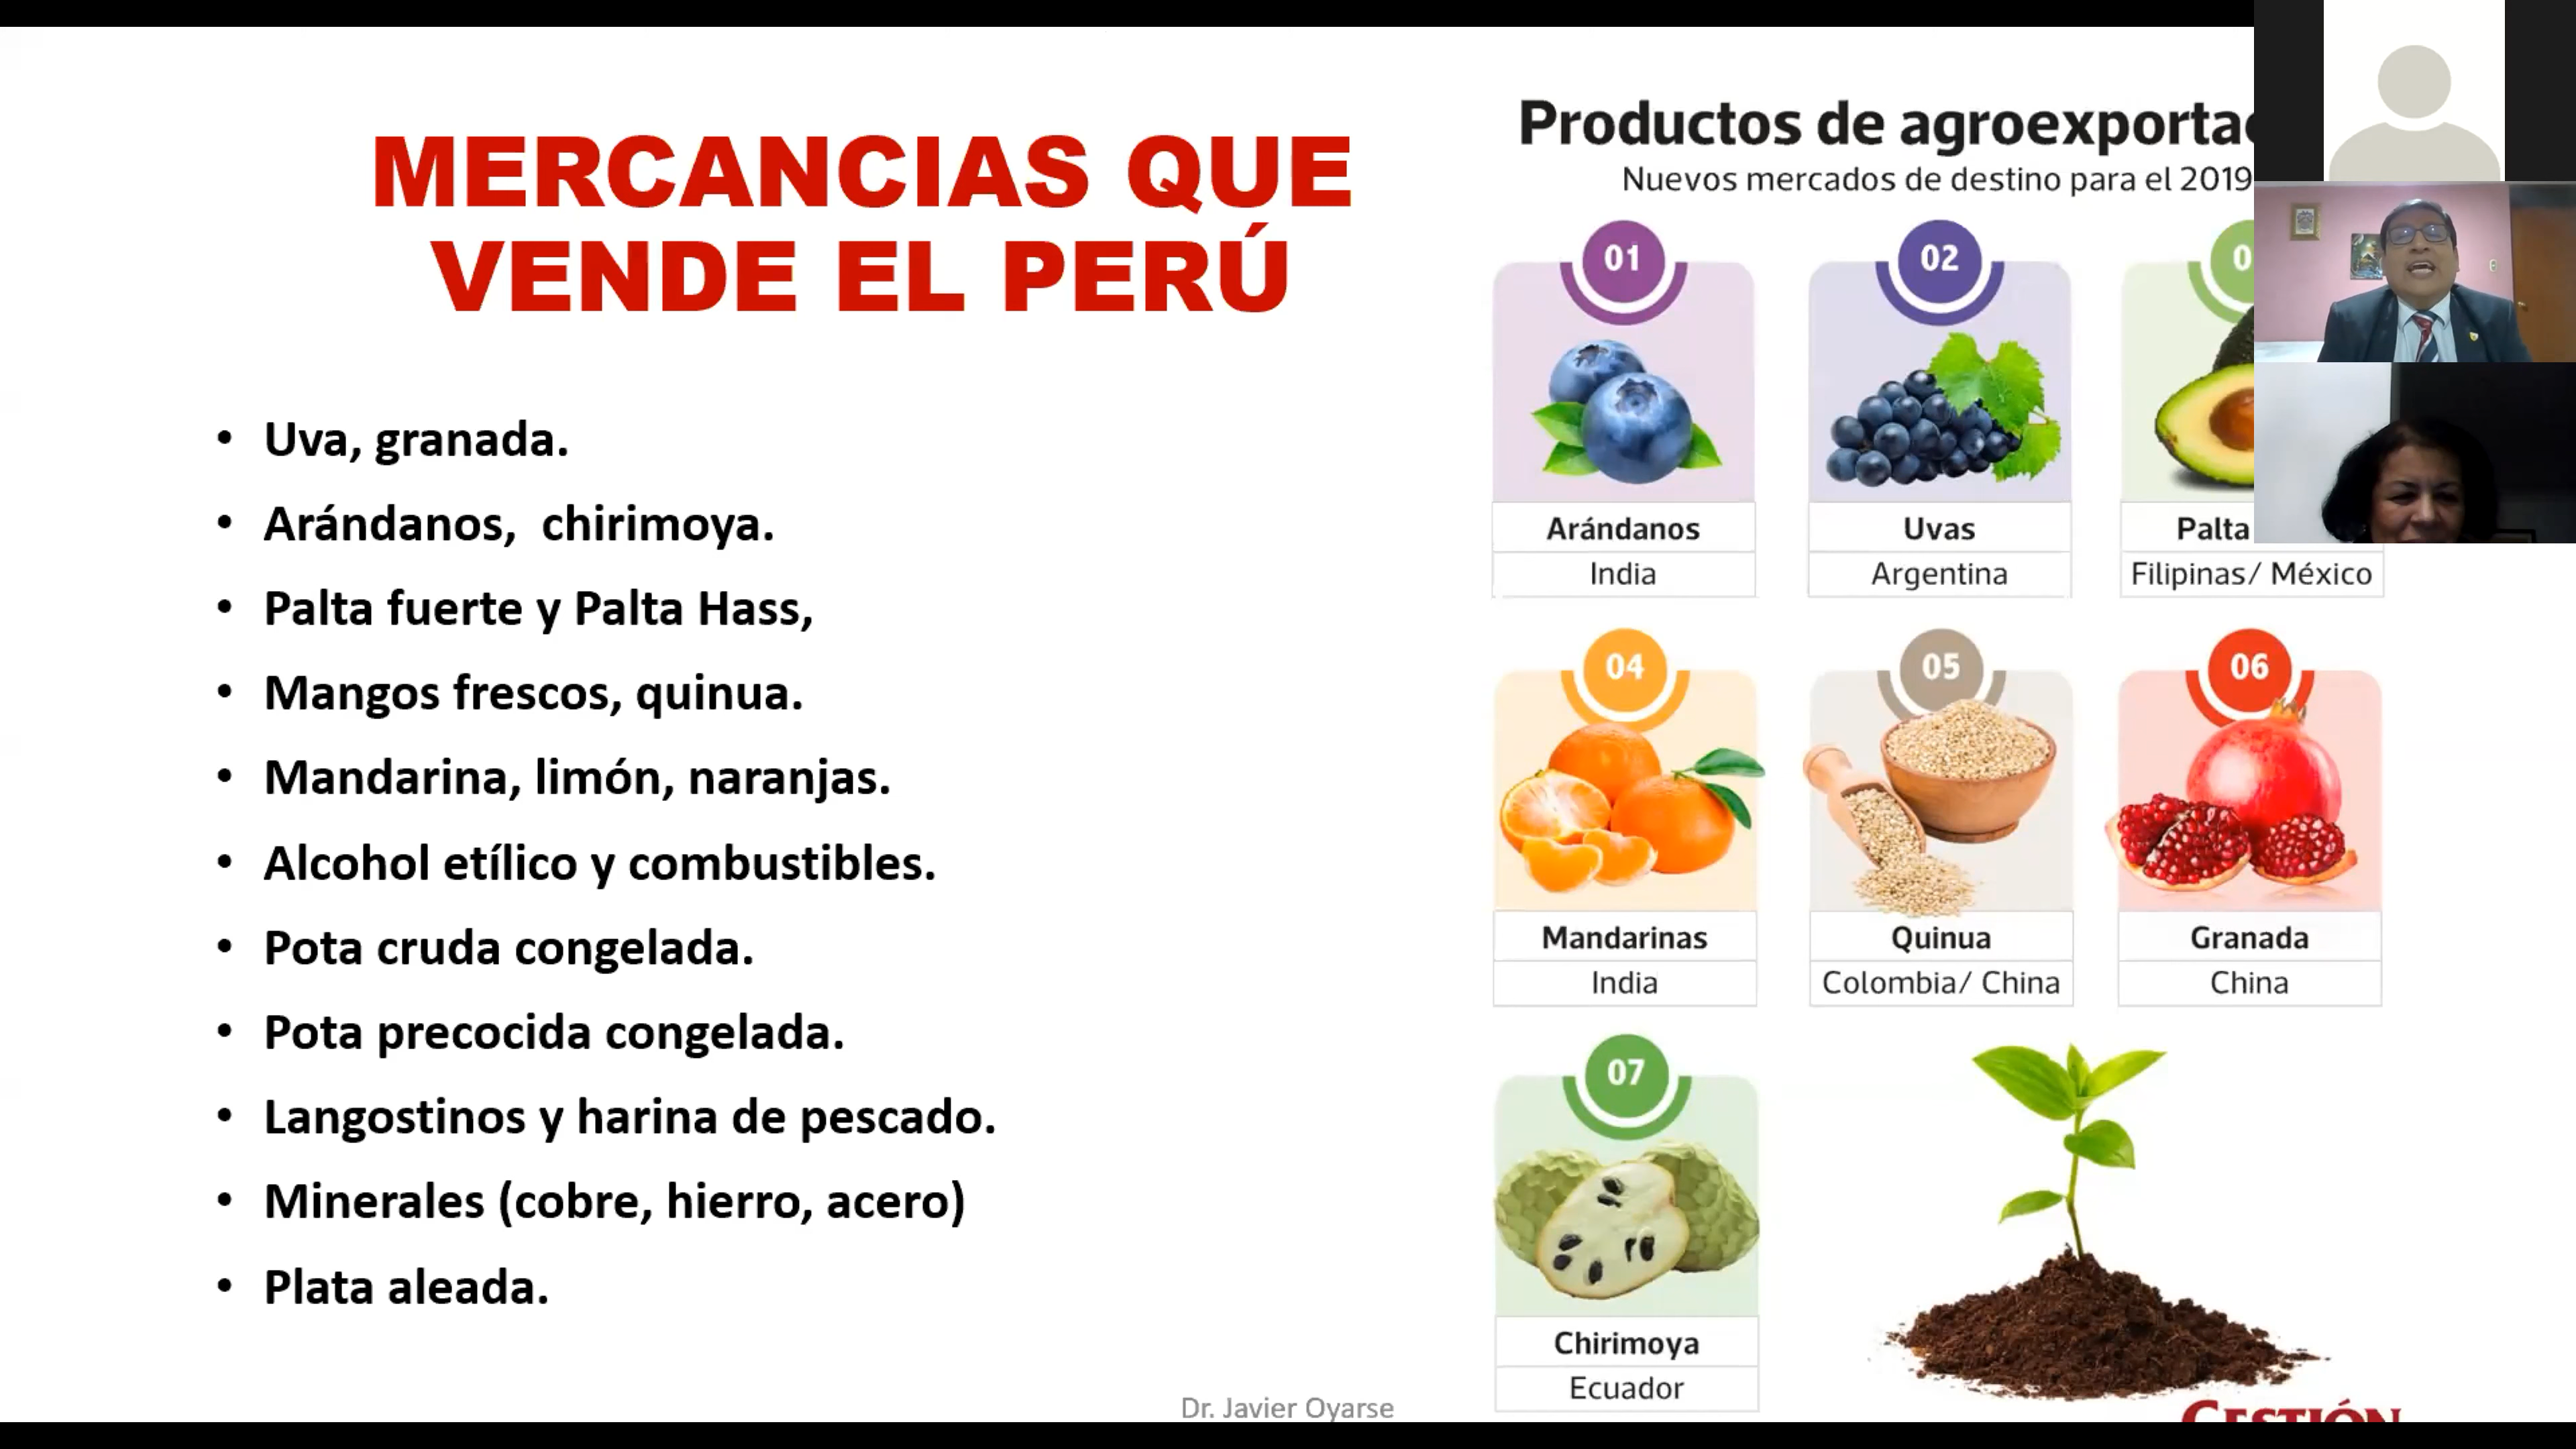 MERCANCIAS QUE
VENDE EL PERÚ
• Uva, granada.
• Arándanos, chirimoya.
• Palta fuerte y Palta Hass,
• Mangos frescos, quinua.
• Mandarina, limón, naranjas.
• Alcohol etílico y combustibles.
• Pota cruda congelada.
• Pota precocida congelada.
• Langostinos y harina de pescado.
• Minerales (cobre, hierro, acero)
• Plata aleada.
Productos de
Nuevos mercados de destino para el 2019
01
Arándanos
India
02
Uvas
Argentina
Palta
Filipinas/ México
04
Mandarinas
India
05
Quinua
Colombia/ China
06
Granada
China
07
Chirimoya
Ecuador
Dr. Javier Oyarse
GESTIÓN